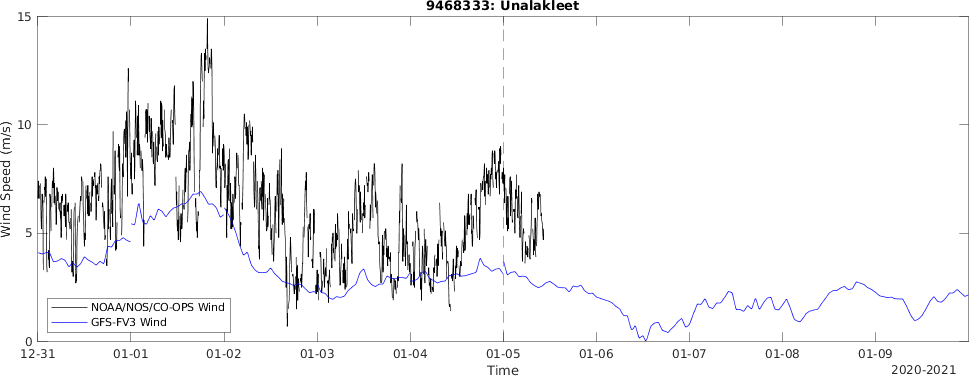 9468333: Unalakleet
15
10
5
0
Wind Speed (m/s)
NOAA/NOS/CO-OPS Wind
GFS-FV3 Wind
12-31 01-01 01-02 01-03 01-04 01-05 01-06 01-07 01-08 01-09
Time
2020-2021